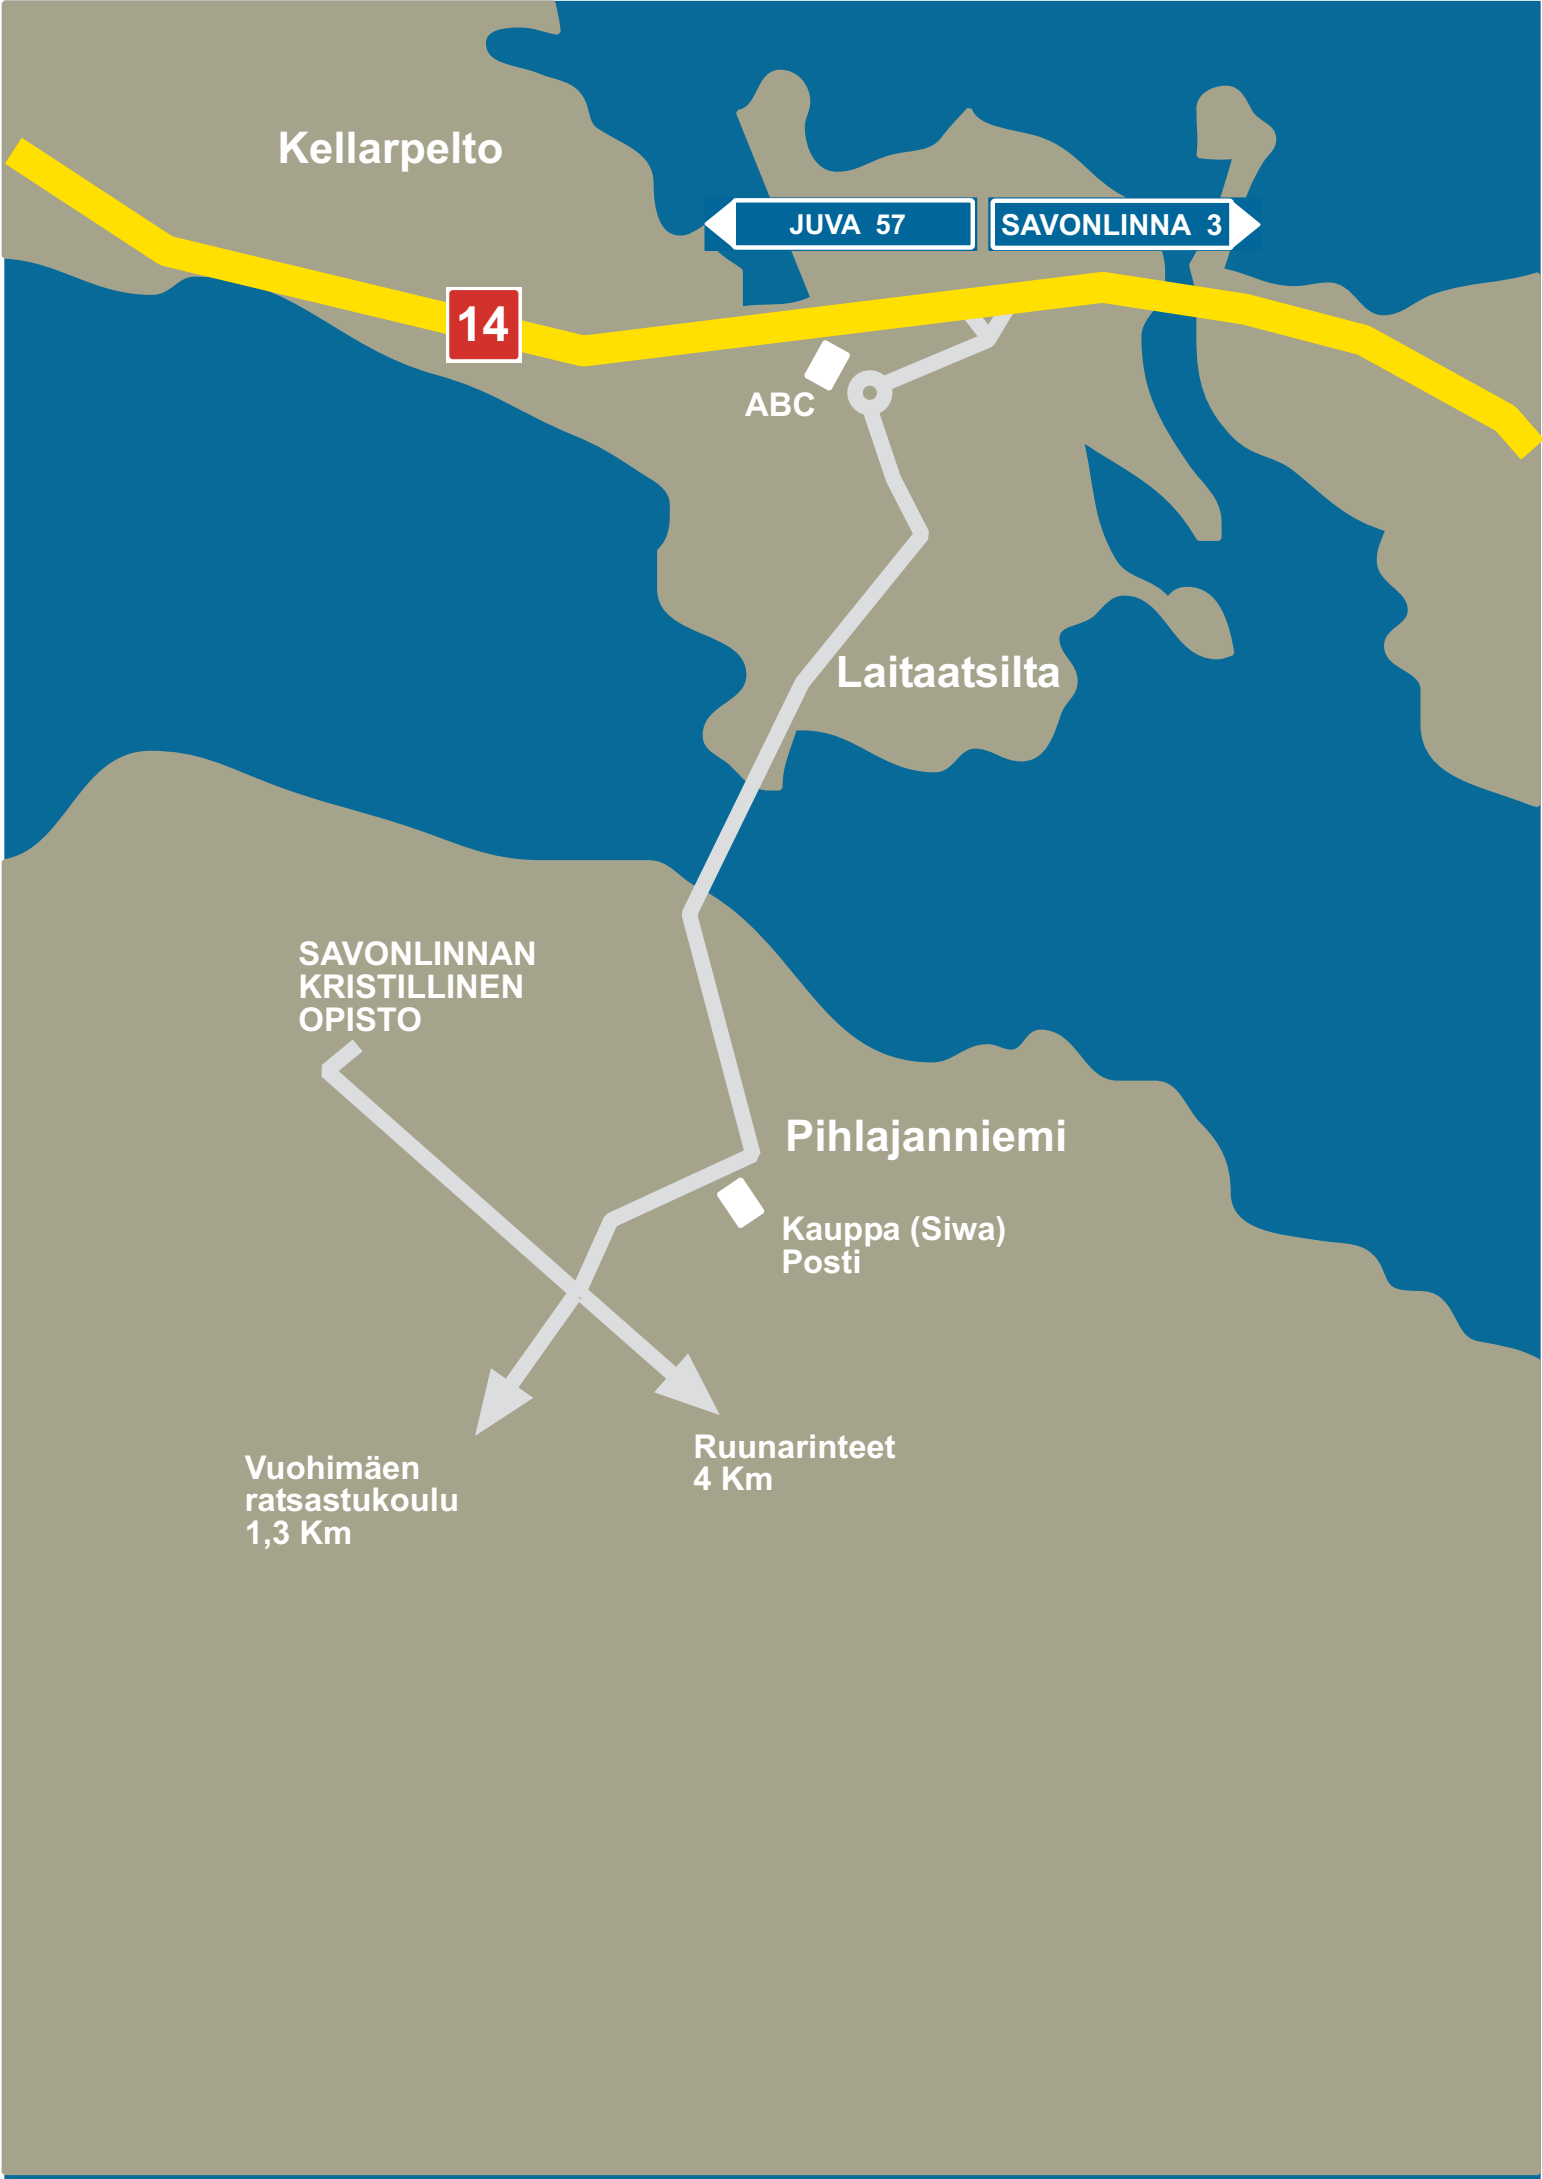 Kellarpelto
JUVA 57
SAVONLINNA 3
14
ABC
Laitaatsilta
SAVONLINNAN
KRISTILLINEN
OPISTO
Pihlajanniemi
Kauppa (Siwa)
Posti
Ruunarinteet
4 Km
Vuohimäen
ratsastukoulu
1,3 Km